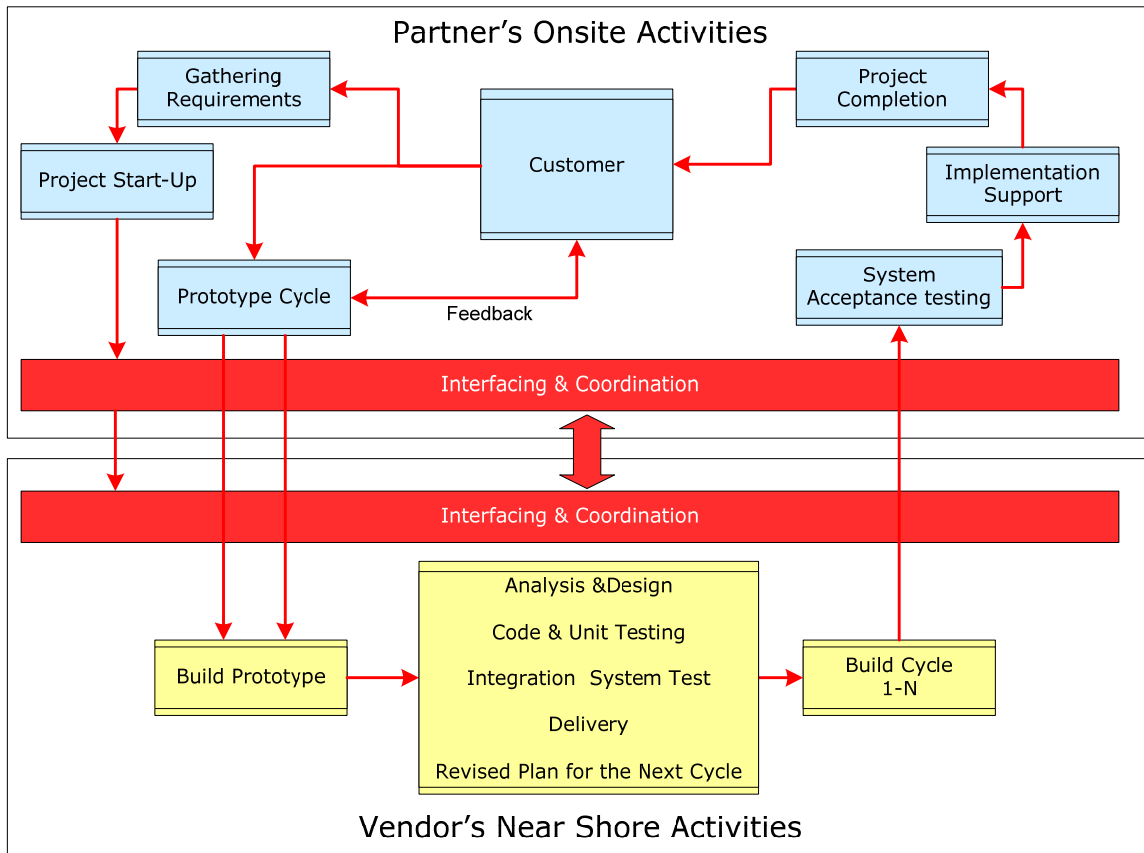 Partner's Onsite Activities
Gathering
Requirements
Project
Completion
Customer
Project Start-Up
Implementation
Support
Prototype Cycle
System
Acceptance testing
Feedback
Interfacing & Coordination
Interfacing & Coordination
Analysis &Design
Code & Unit Testing
Integration  System Test
Delivery
Revised Plan for the Next Cycle
Build Prototype
Build Cycle
1-N
Vendor's Near Shore Activities